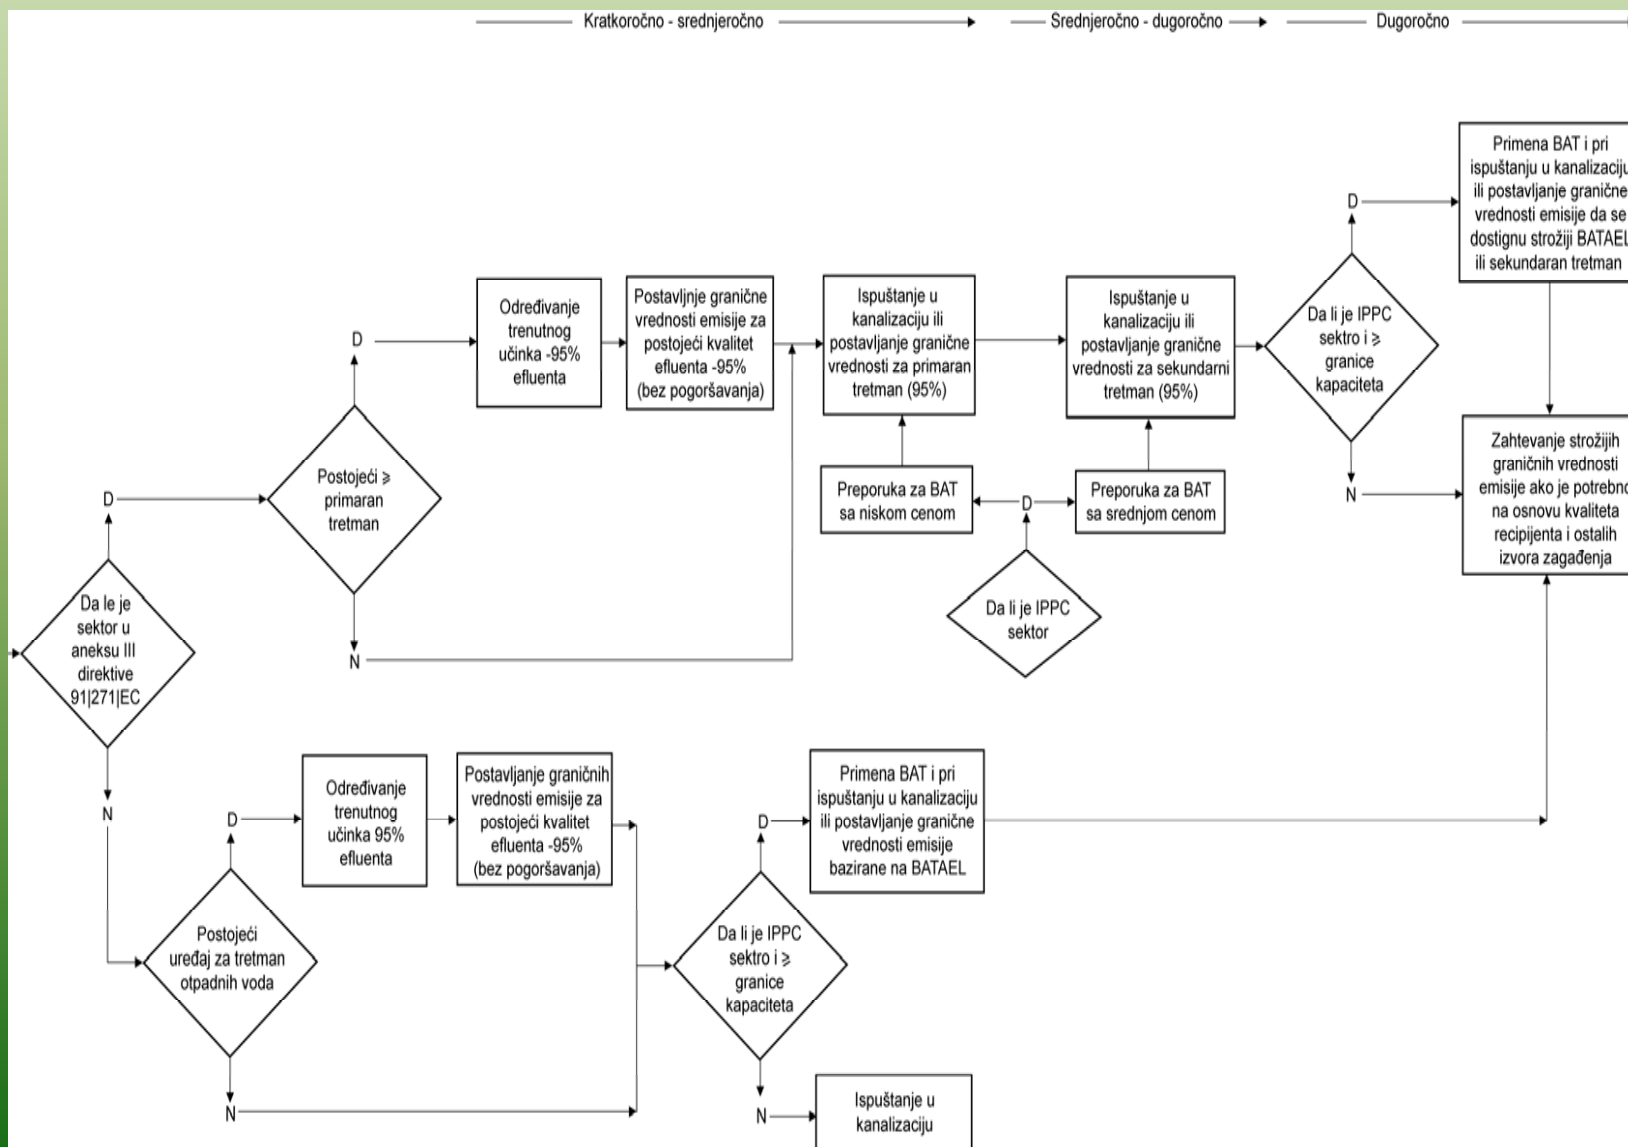 Kratkoročno - srednjeročno
Srednjeročno - dugoročno
Dugoročno
Primena BAT i pri
ispuštanju u kanalizaciju
ili postavljanje granične
vrednosti emisije da se
dostignu strožiji BATAEL
ili sekundaran tretman
D
Da li je IPPC
sektro i ≥
granice
kapaciteta
N
D
Određivanje
trenutnog
učinka -95%
efluenta
Postavljnje granične
vrednosti emisije za
postojeći kvalitet
efluenta -95%
(bez pogoršavanja)
Ispuštanje u
kanalizaciju ili
postavljanje granične
vrednosti za primaran
tretman (95%)
Ispuštanje u
kanalizaciju ili
postavljanje granične
vrednosti za sekundarni
tretman (95%)
Zahtevanje strožijih
graničnih vrednosti
emisije ako je potrebno
na osnovu kvaliteta
recipijenta i ostalih
izvora zagađenja
D
Postojeći ≥
primaran
tretman
N
Preporuka za BAT
sa niskom cenom
D
Preporuka za BAT
sa srednjom cenom
Da li je IPPC
sektor
Da le je
sektor u
aneksu III
direktive
91|271|EC
N
D
Određivanje
trenutnog
učinka 95%
efluenta
Postavljanje graničnih
vrednosti emisije za
postojeći kvalitet
efluenta -95%
(bez pogoršavanja)
D
Primena BAT i pri
ispuštanju u kanalizaciju
ili postavljanje granične
vrednosti emisije
bazirane na BATAEL
Postojeći
uređaj za tretman
otpadnih voda
N
Da li je IPPC
sektro i ≥
granice
kapaciteta
N
Ispuštanje u
kanalizaciju